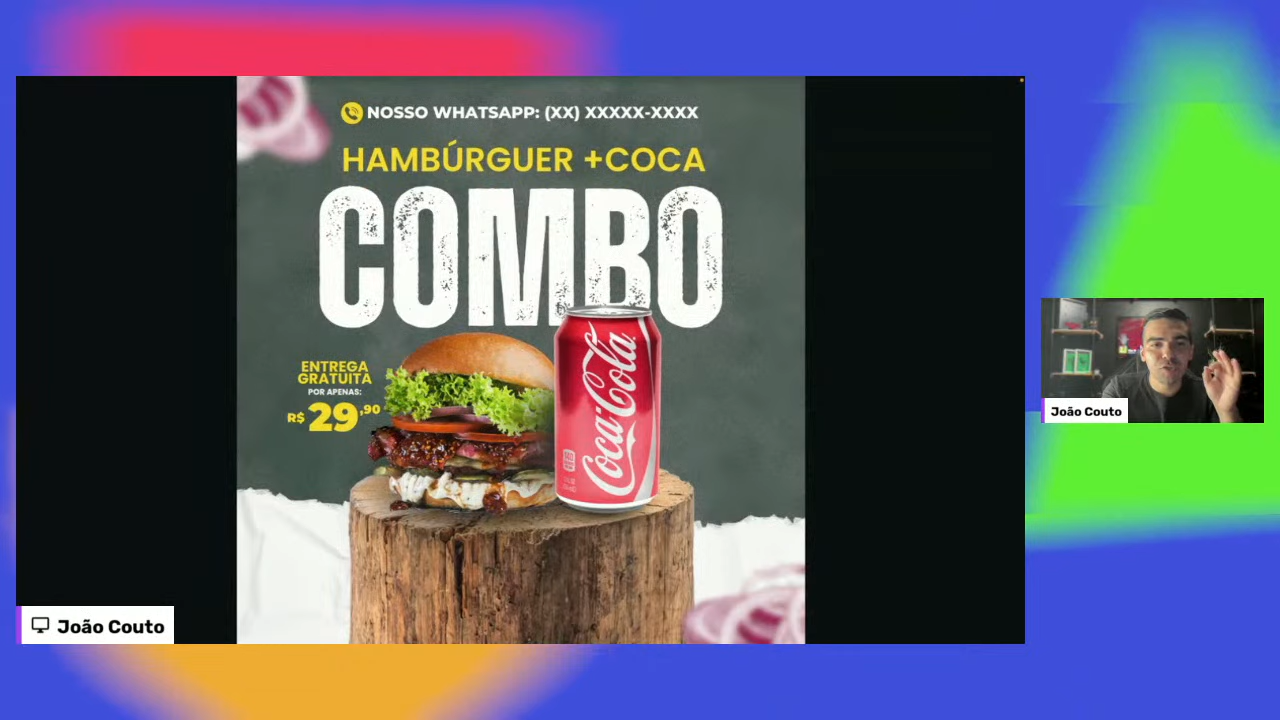 NOSSO WHATSAPP: (XX) XXXXX-XXXX
HAMBÚRGUER +COCA
COMBO
ENTREGA
GRATUITA
POR APENAS:
R$ 29,90
Coca-Cola
João Couto
João Couto